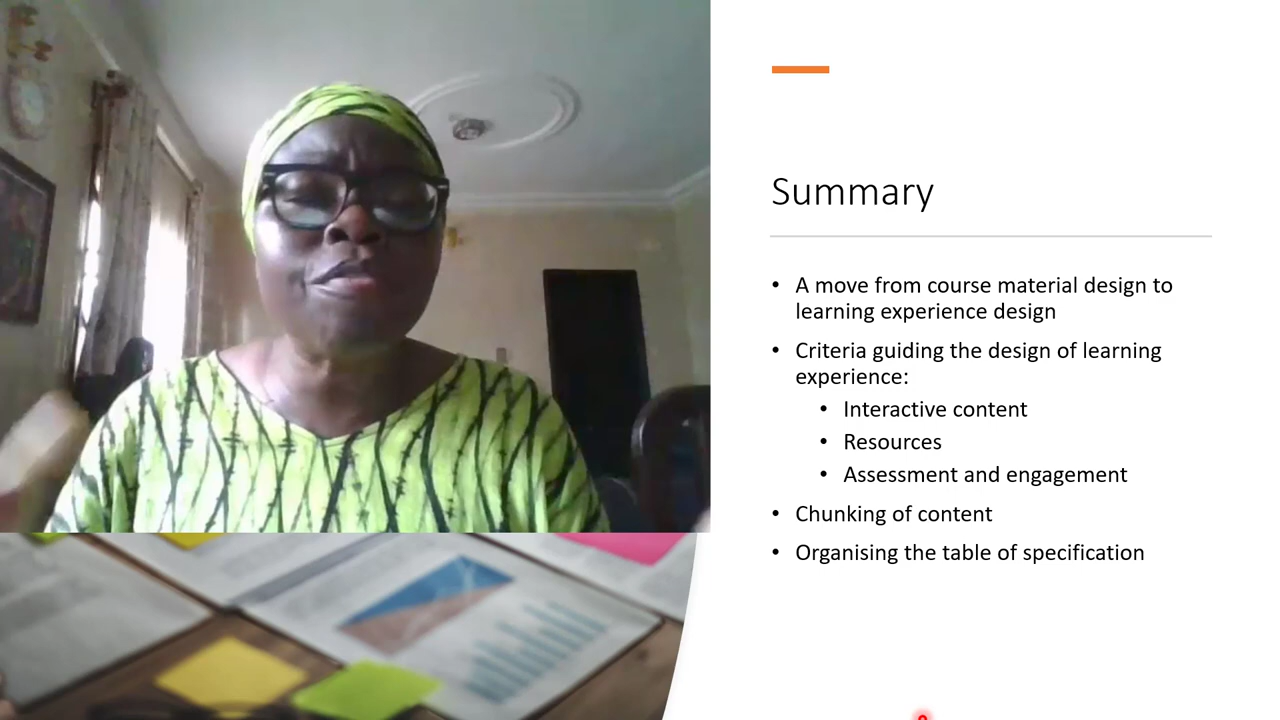 Summary
• A move from course material design to
learning experience design
• Criteria guiding the design of learning
experience:
• Interactive content
• Resources
• Assessment and engagement
• Chunking of content
• Organising the table of specification